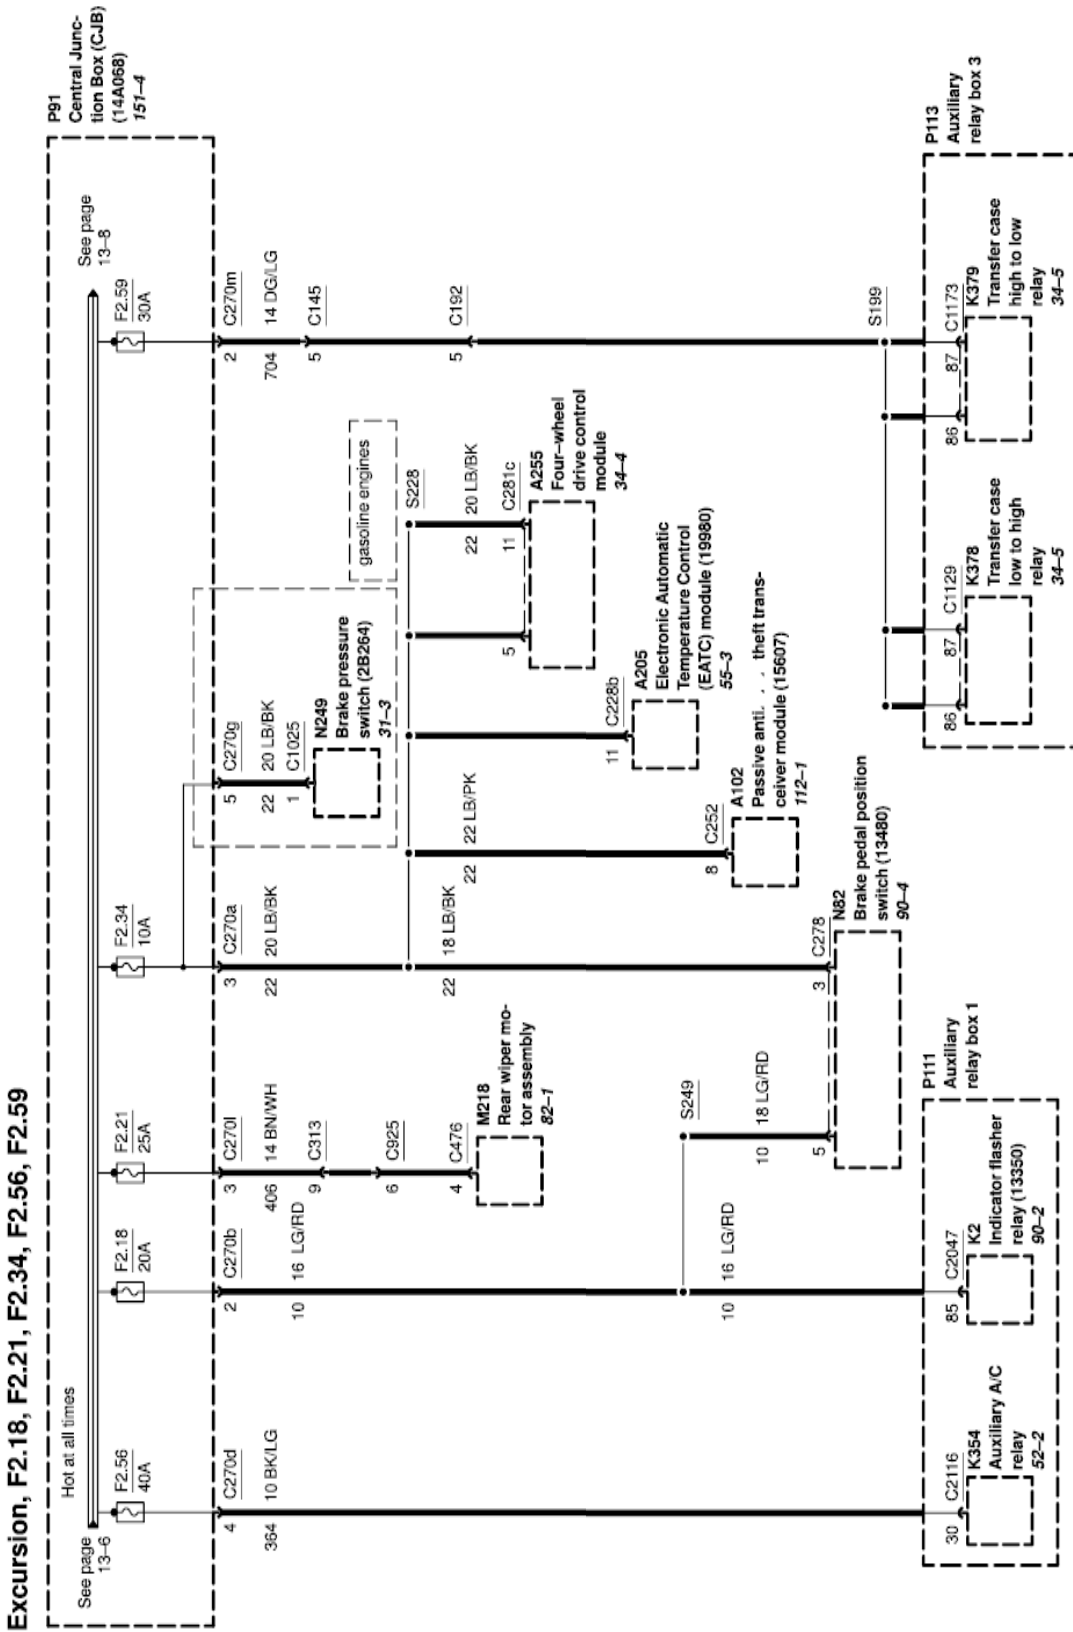 Excursion, F2.18, F2.21, F2.34, F2.56, F2.59
P91
Central Junc-
tion Box (CJB)
(14A068)
151–4
Hot at all times
See page
13–6
See page
13–8
F2.56
40A
F2.18
20A
F2.21
25A
F2.34
10A
F2.59
30A
4
C270d
2
C270b
3
C270l
3
C270a
5
C270g
2
C270m
364
10 BK/LG
10
16 LG/RD
406
14 BN/WH
22
20 LB/BK
22
20 LB/BK
704
14 DG/LG
9
C313
1
C1025
5
C145
N249
Brake pressure
switch (2B264)
31–3
gasoline engines
6
C925
S228
4
C476
22
18 LB/BK
22
22 LB/PK
22
20 LB/BK
5
C192
M218
Rear wiper mo-
tor assembly
82–1
5
11
C281c
A255
Four–wheel
drive control
module
34–4
11
C228b
A205
Electronic Automatic
Temperature Control
(EATC) module (19980)
55–3
S249
8
C252
A102
Passive anti. . . theft trans-
ceiver module (15607)
112–1
10
16 LG/RD
10
18 LG/RD
5
3
C278
N82
Brake pedal position
switch (13480)
90–4
S199
P111
Auxiliary
relay box 1
P113
Auxiliary
relay box 3
30
C2116
K354
Auxiliary A/C
relay
52–2
85
C2047
K2
Indicator flasher
relay (13350)
90–2
86
87
C1129
K378
Transfer case
low to high
relay
34–5
86
87
C1173
K379
Transfer case
high to low
relay
34–5